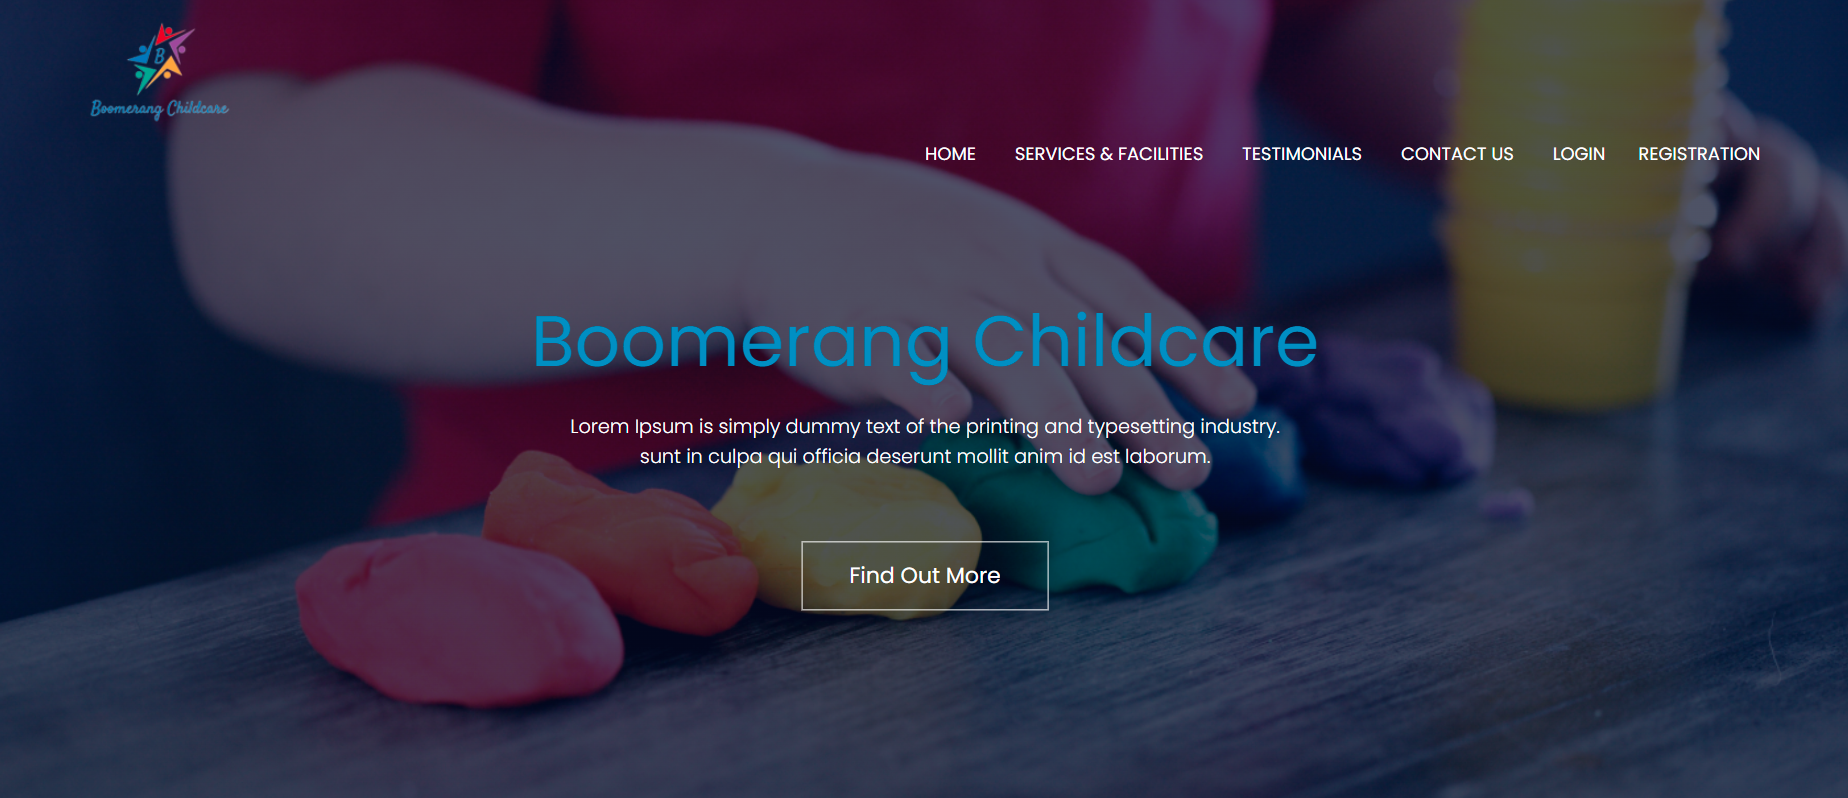 B
Boomerang Childcare
HOME SERVICES & FACILITIES TESTIMONIALS CONTACT US LOGIN REGISTRATION
Boomerang Childcare
Lorem Ipsum is simply dummy text of the printing and typesetting industry.
sunt in culpa qui officia deserunt mollit anim id est laborum.
Find Out More